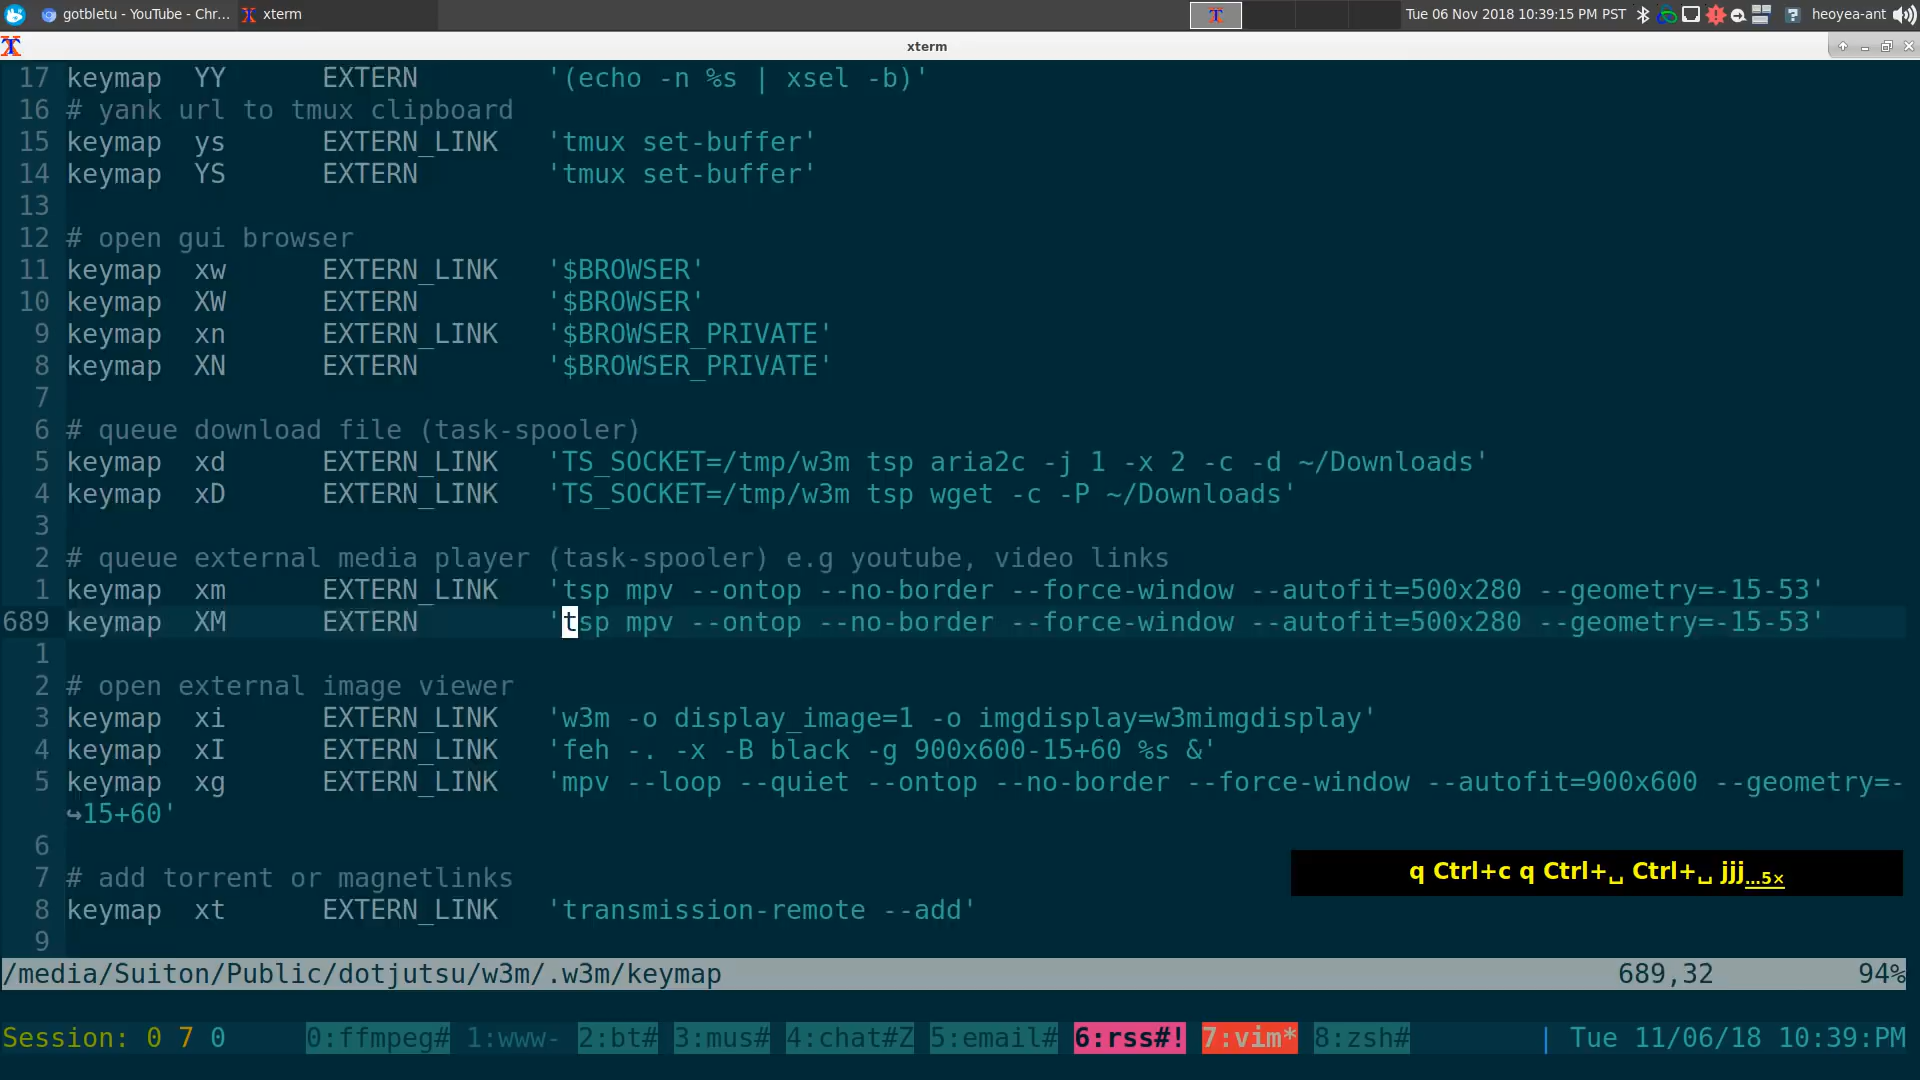 gotbletu - YouTube - Chr... xterm Tue 06 Nov 2018 10:39:15 PM PST heoyea-ant
xterm
17 keymap YY EXTERN '(echo -n %s | xsel -b)'
16 # yank url to tmux clipboard
15 keymap ys EXTERN_LINK 'tmux set-buffer'
14 keymap YS EXTERN 'tmux set-buffer'
13
12 # open gui browser
11 keymap xw EXTERN_LINK '$BROWSER'
10 keymap XW EXTERN '$BROWSER'
9 keymap xn EXTERN_LINK '$BROWSER_PRIVATE'
8 keymap XN EXTERN '$BROWSER_PRIVATE'
7
6 # queue download file (task-spooler)
5 keymap xd EXTERN_LINK 'TS_SOCKET=/tmp/w3m tsp aria2c -j 1 -x 2 -c -d ~/Downloads'
4 keymap xD EXTERN_LINK 'TS_SOCKET=/tmp/w3m tsp wget -c -P ~/Downloads'
3
2 # queue external media player (task-spooler) e.g youtube, video links
1 keymap xm EXTERN_LINK 'tsp mpv --ontop --no-border --force-window --autofit=500x280 --geometry=-15-53'
689 keymap XM EXTERN 'tsp mpv --ontop --no-border --force-window --autofit=500x280 --geometry=-15-53'
1
2 # open external image viewer
3 keymap xi EXTERN_LINK 'w3m -o display_image=1 -o imgdisplay=w3mimgdisplay'
4 keymap xI EXTERN_LINK 'feh -. -x -B black -g 900x600-15+60 %s &'
5 keymap xg EXTERN_LINK 'mpv --loop --quiet --ontop --no-border --force-window --autofit=900x600 --geometry=-
↪15+60'
6
7 # add torrent or magnetlinks
8 keymap xt EXTERN_LINK 'transmission-remote --add'
9
q Ctrl+c q Ctrl+␣ Ctrl+␣ jjj...5×
/media/Suiton/Public/dotjutsu/w3m/.w3m/keymap 689,32 94%
Session: 0 7 0 0:ffmpeg# 1:www- 2:bt# 3:mus# 4:chat#Z 5:email# 6:rss#! 7:vim* 8:zsh# | Tue 11/06/18 10:39:PM